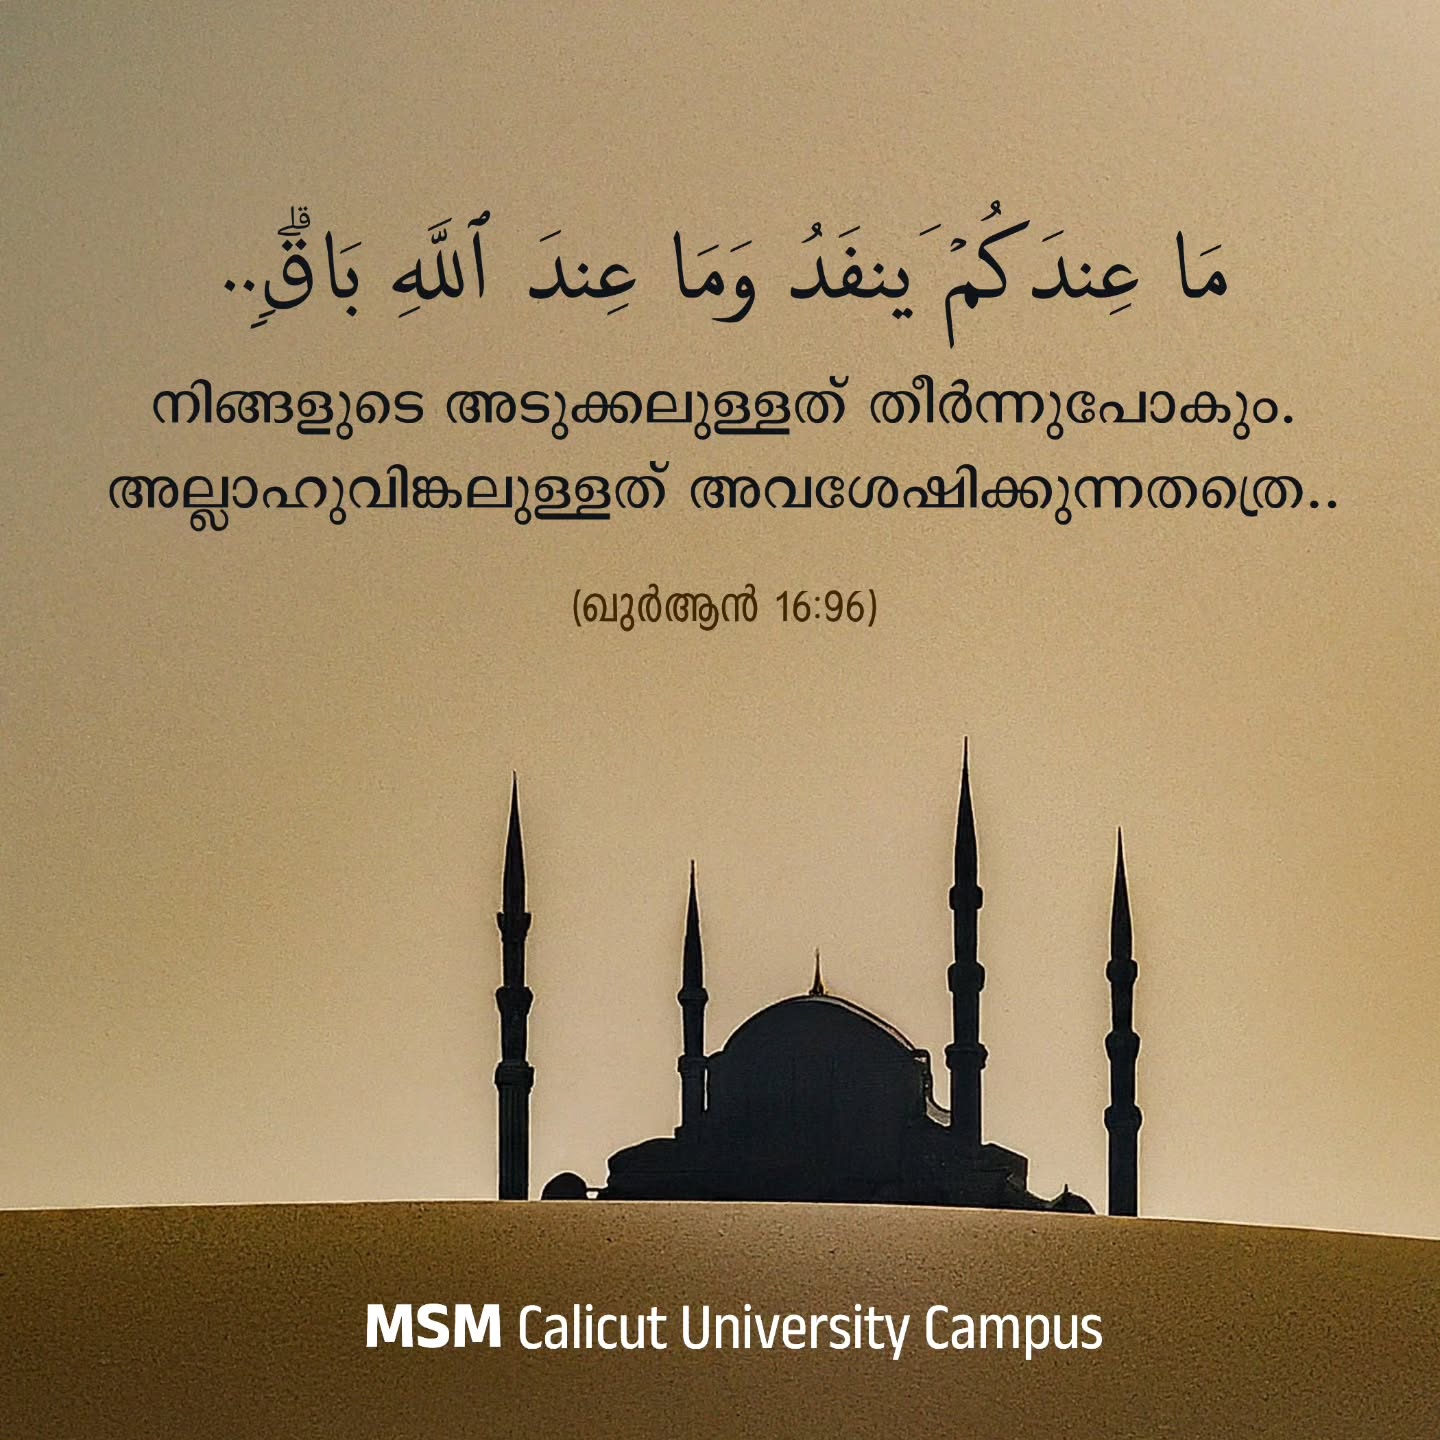 مَا عِندَكُمْ يَنفَدُ وَمَا عِندَ ٱللَّهِ بَاقٍۗ..
നിങ്ങളുടെ അടുക്കലുള്ളത് തീർന്നുപോകും.
അല്ലാഹുവിങ്കലുള്ളത് അവശേഷിക്കുന്നതത്രെ..
(ഖുർആൻ 16:96)
MSM Calicut University Campus